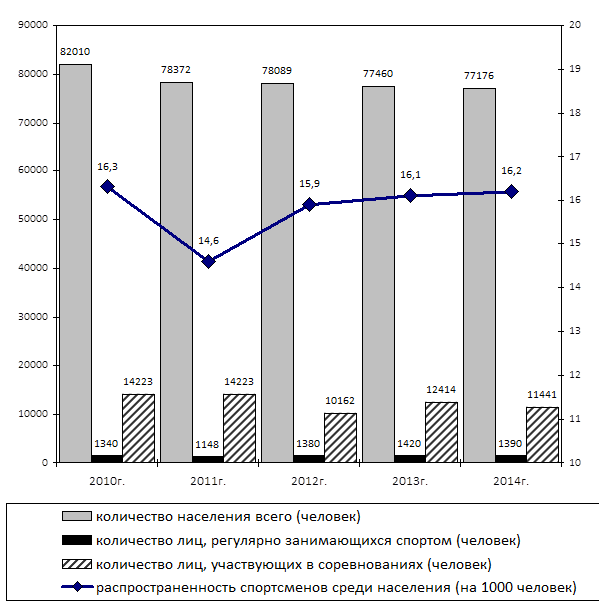 90000 20
82010 78372 78089 77460 77176
80000 19
18
70000
16,3 15,9 16,1 16,2
17
60000
16
50000
14,6
15
40000
14
30000
13
20000
14223 14223 10162 12414 11441
12
10000
11
1340 1148 1380 1420 1390
0 10
2010г. 2011г. 2012г. 2013г. 2014г.
количество населения всего (человек)
количество лиц, регулярно занимающихся спортом (человек)
количество лиц, участвующих в соревнованиях (человек)
распространенность спортсменов среди населения (на 1000 человек)